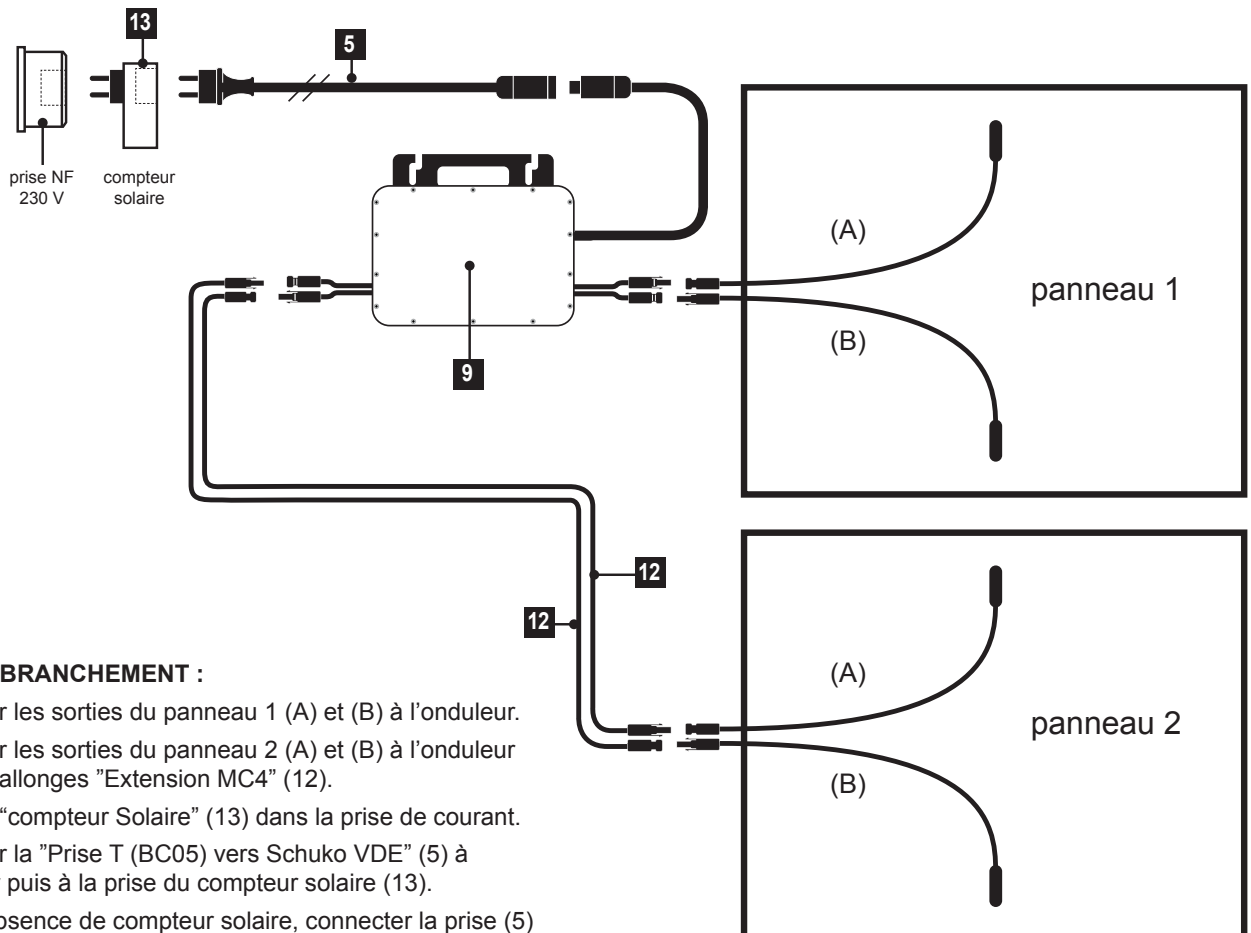 13
5
prise NF
230 V
compteur
solaire
(A)
panneau 1
(B)
9
12
12
(A)
panneau 2
(B)
BRANCHEMENT :
r les sorties du panneau 1 (A) et (B) à l’onduleur.
r les sorties du panneau 2 (A) et (B) à l’onduleur
allonges ”Extension MC4” (12).
“compteur Solaire” (13) dans la prise de courant.
r la ”Prise T (BC05) vers Schuko VDE” (5) à
puis à la prise du compteur solaire (13).
bsence de compteur solaire, connecter la prise (5)